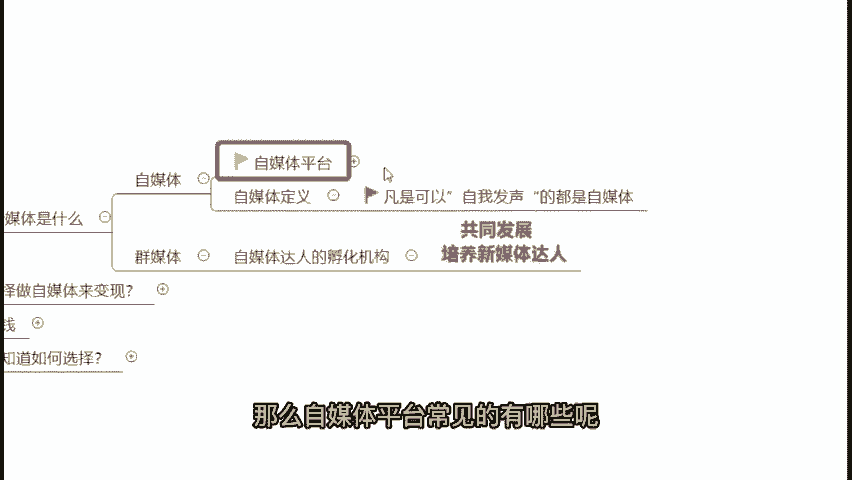 自媒体平台
自媒体
自媒体定义
凡是可以”自我发声“的都是自媒体
媒体是什么
共同发展
培养新媒体达人
群媒体
自媒体达人的孵化机构
择做自媒体来变现？
钱
知道如何选择？
那么自媒体平台常见的有哪些呢